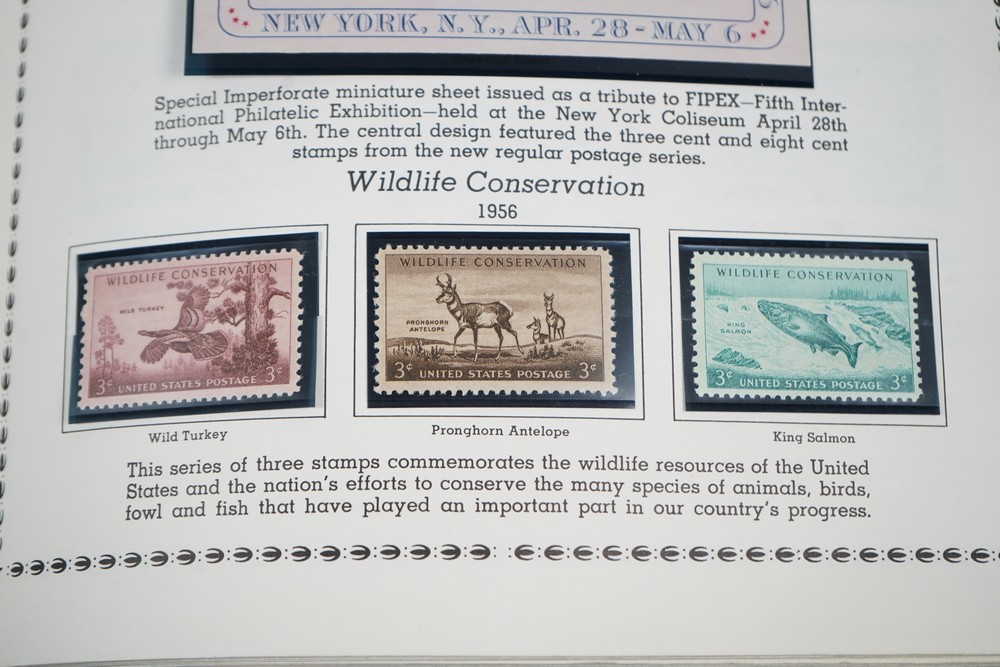 NEW YORK, N.Y., APR. 28 - MAY 6
Special Imperforate miniature sheet issued as a tribute to FIPEX—Fifth Inter-
national Philatelic Exhibition—held at the New York Coliseum April 28th
through May 6th. The central design featured the three cent and eight cent
stamps from the new regular postage series.
Wildlife Conservation
1956
WILDLIFE CONSERVATION
WILD TURKEY
3¢ UNITED STATES POSTAGE 3¢
Wild Turkey
WILDLIFE CONSERVATION
PRONGHORN
ANTELOPE
3¢ UNITED STATES POSTAGE 3¢
Pronghorn Antelope
WILDLIFE CONSERVATION
KING
SALMON
3¢ UNITED STATES POSTAGE 3¢
King Salmon
This series of three stamps commemorates the wildlife resources of the United
States and the nation's efforts to conserve the many species of animals, birds,
fowl and fish that have played an important part in our country's progress.